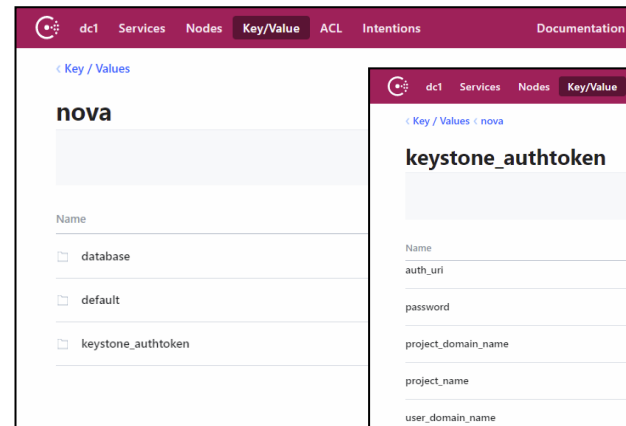 dc1 Services Nodes Key/Value ACL Intentions Documentation
< Key / Values
nova
Name
database
default
keystone_authtoken
dc1 Services Nodes Key/Value
< Key / Values < nova
keystone_authtoken
Name
auth_uri
password
project_domain_name
project_name
user_domain_name